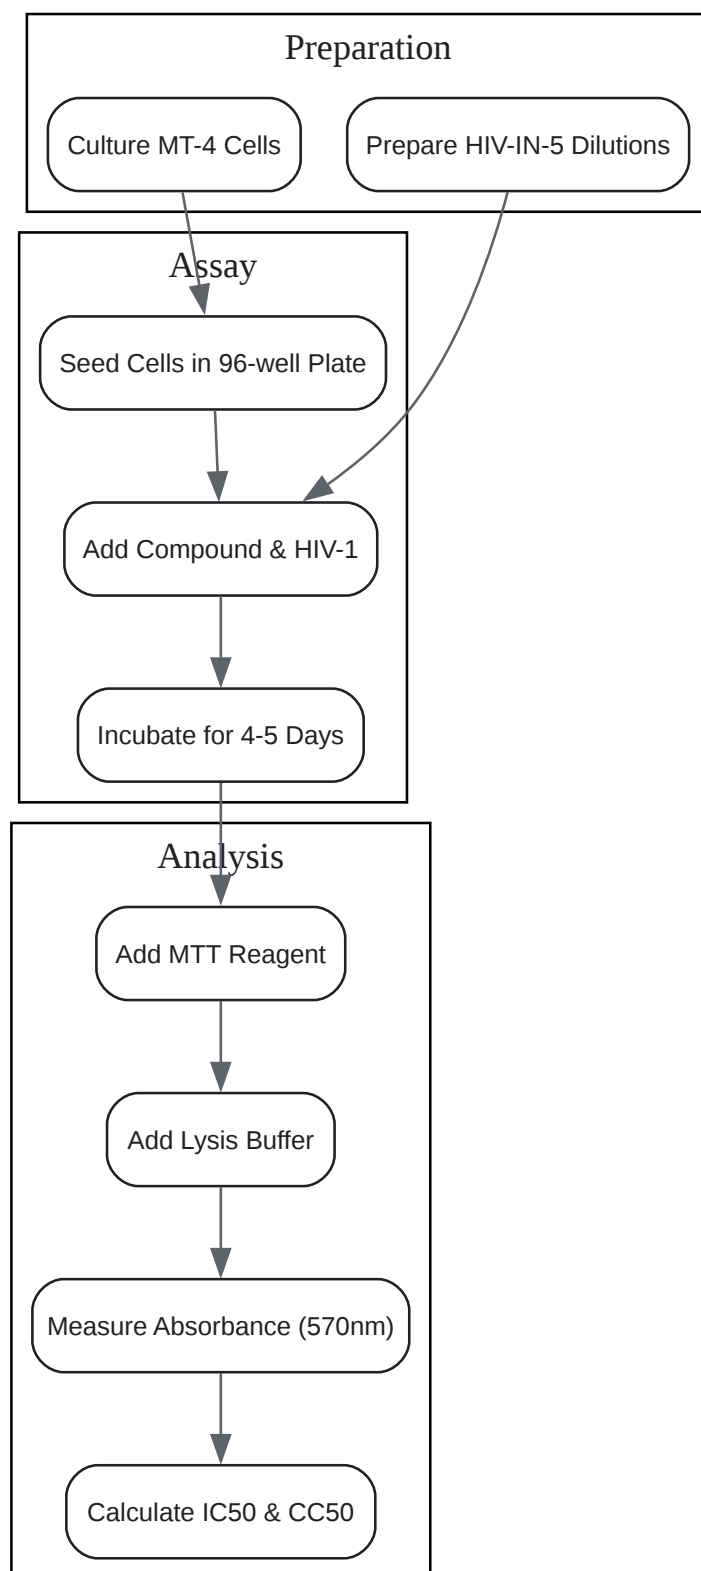 Preparation
Culture MT-4 Cells
Prepare HIV-IN-5 Dilutions
Assay
Seed Cells in 96-well Plate
Add Compound & HIV-1
Incubate for 4-5 Days
Analysis
Add MTT Reagent
Add Lysis Buffer
Measure Absorbance (570nm)
Calculate IC50 & CC50